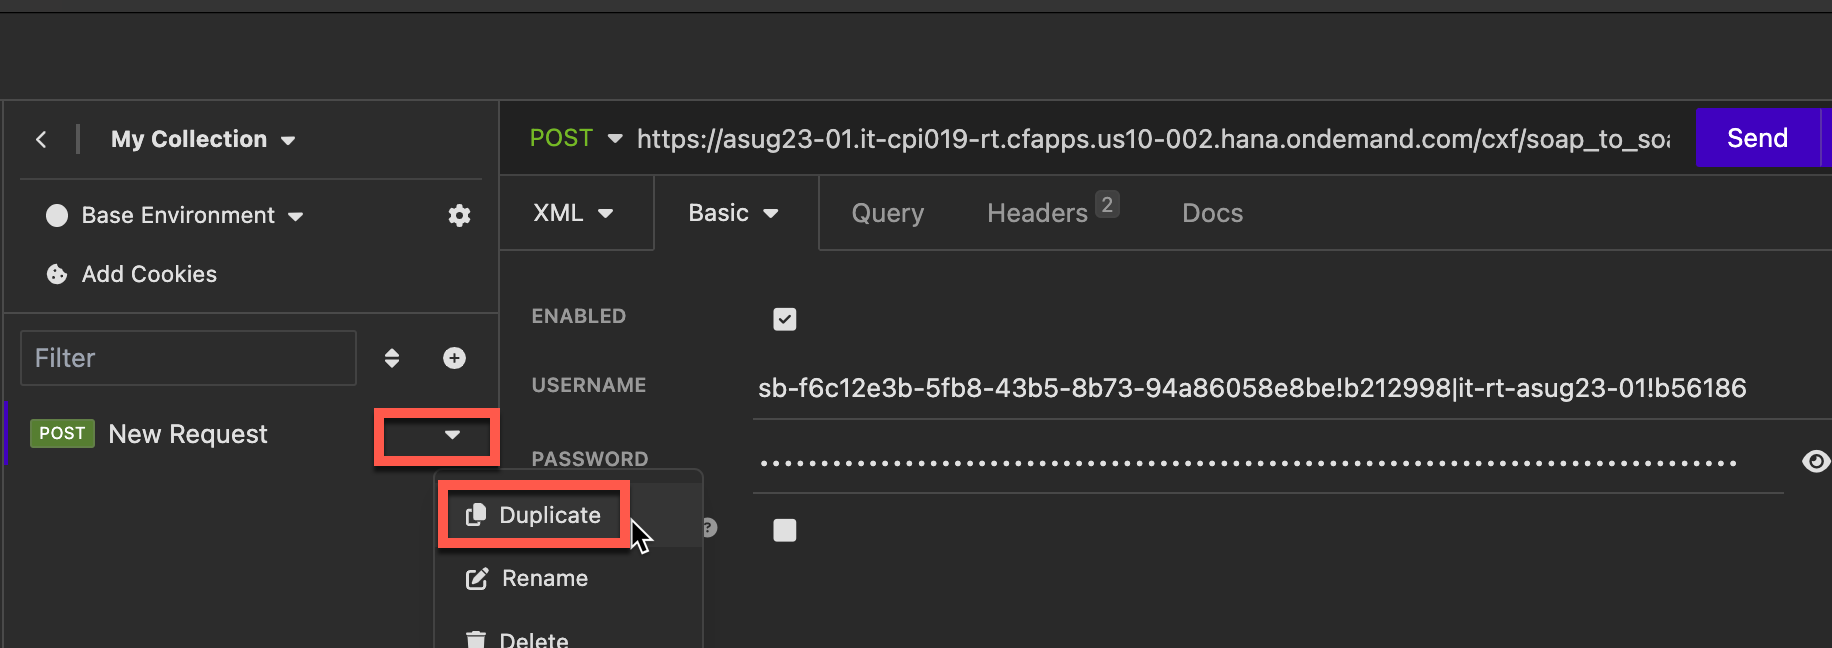 My Collection
Base Environment
Add Cookies
Filter
POST New Request
Duplicate
Rename
Delete
POST https://asug23-01.it-cpi019-rt.cfapps.us10-002.hana.ondemand.com/cxf/soap_to_soa
Send
XML Basic Query Headers 2 Docs
ENABLED
USERNAME sb-f6c12e3b-5fb8-43b5-8b73-94a86058e8be!b212998|it-rt-asug23-01!b56186
PASSWORD ••••••••••••••••••••••••••••••••••••••••••••••••••••••••••••••••••••••••
?